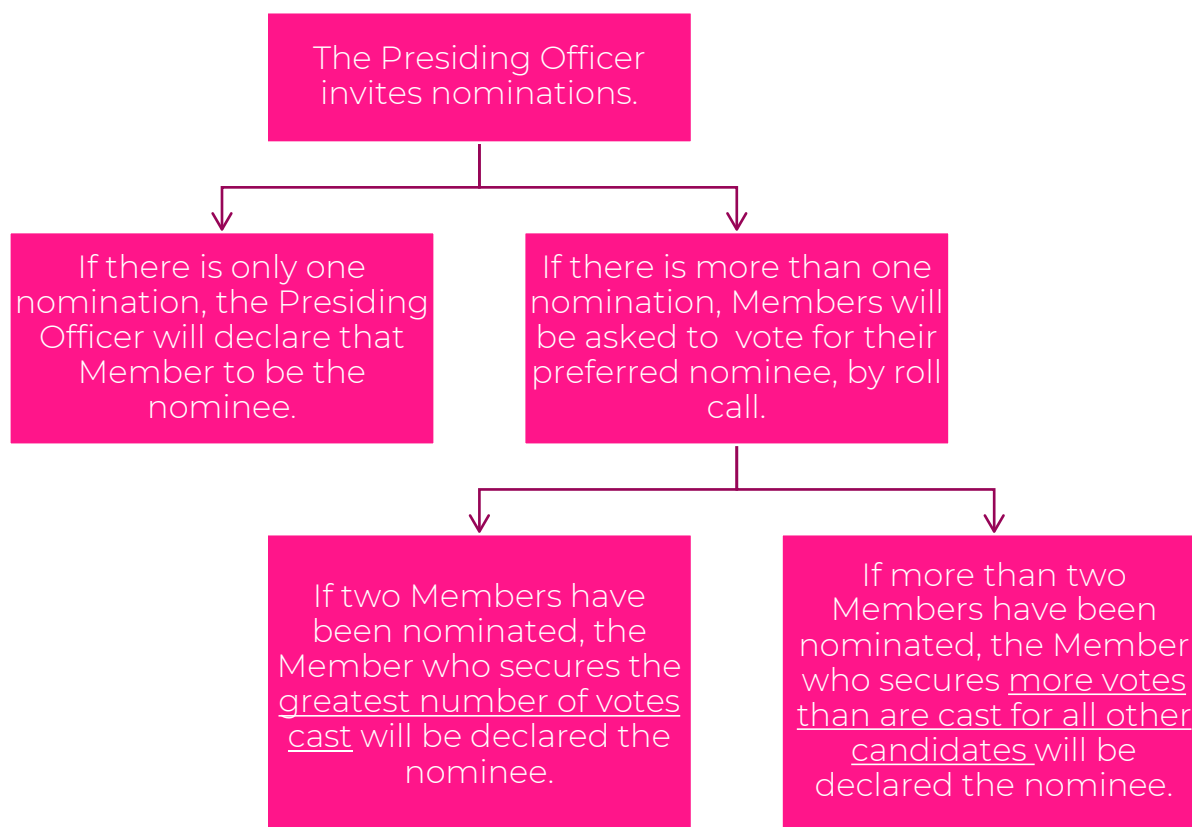 The Presiding Officer
invites nominations.
If there is only one
nomination, the Presiding
Officer will declare that
Member to be the
nominee.
If there is more than one
nomination, Members will
be asked to  vote for their
preferred nominee, by roll
call.
If two Members have
been nominated, the
Member who secures the
greatest number of votes
cast will be declared the
nominee.
If more than two
Members have been
nominated, the Member
who secures more votes
than are cast for all other
candidates will be
declared the nominee.